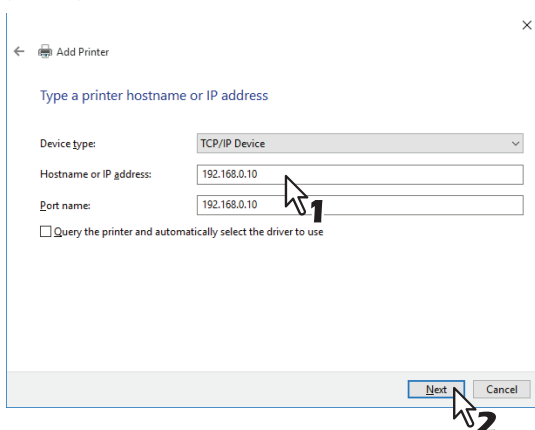 Add Printer
Type a printer hostname or IP address
Device type: TCP/IP Device
Hostname or IP address: 192.168.0.10
Port name: 192.168.0.10
1
Query the printer and automatically select the driver to use
Next Cancel
2